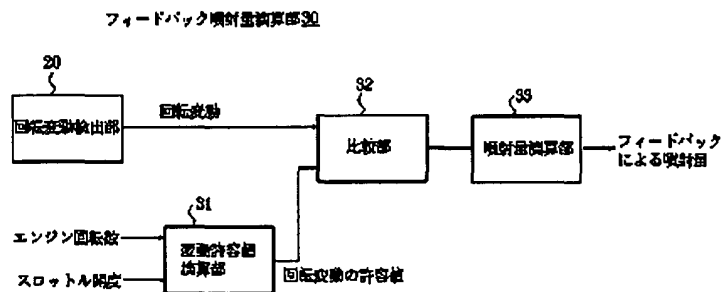 フィードバック噴射量演算部30
20
回転変動検出部
回転変動
32
比較部
33
噴射量演算部
フィードバック
による噴射量
31
エンジン回転数
スロットル開度
変動許容値
演算部
回転変動の許容値